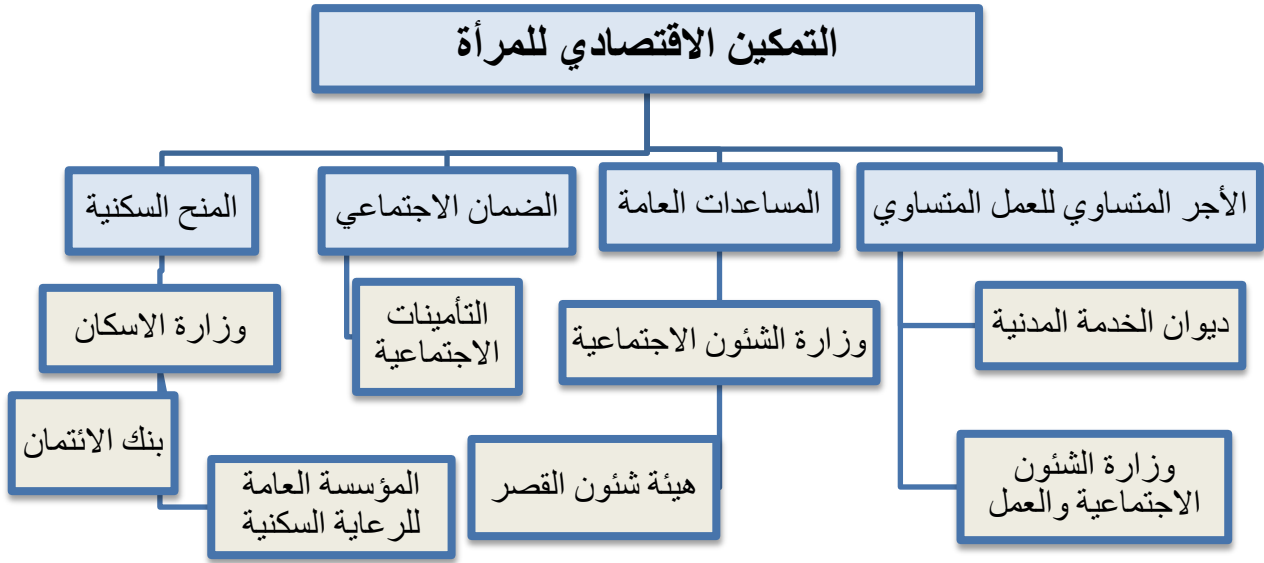 التمكين الاقتصادي للمرأة
الأجر المتساوي للعمل المتساوي
المساعدات العامة
الضمان الاجتماعي
المنح السكنية
ديوان الخدمة المدنية
وزارة الشئون
الاجتماعية والعمل
وزارة الشئون الاجتماعية
هيئة شئون القصر
التأمينات
الاجتماعية
وزارة الاسكان
بنك الائتمان
المؤسسة العامة
للرعاية السكنية